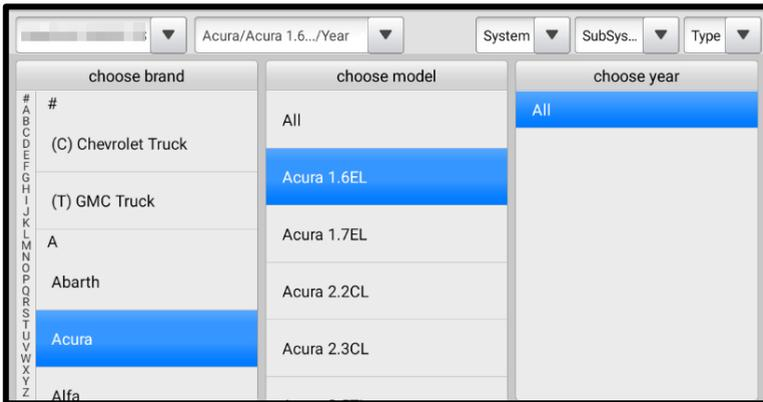 Acura/Acura 1.6.../Year
System
SubSys...
Type
choose brand
choose model
choose year
#
A
B
C
D
E
F
G
H
I
J
K
L
M
N
O
P
Q
R
S
T
U
V
W
X
Y
Z
#
(C) Chevrolet Truck
(T) GMC Truck
A
Abarth
Acura
Alfa
All
Acura 1.6EL
Acura 1.7EL
Acura 2.2CL
Acura 2.3CL
All